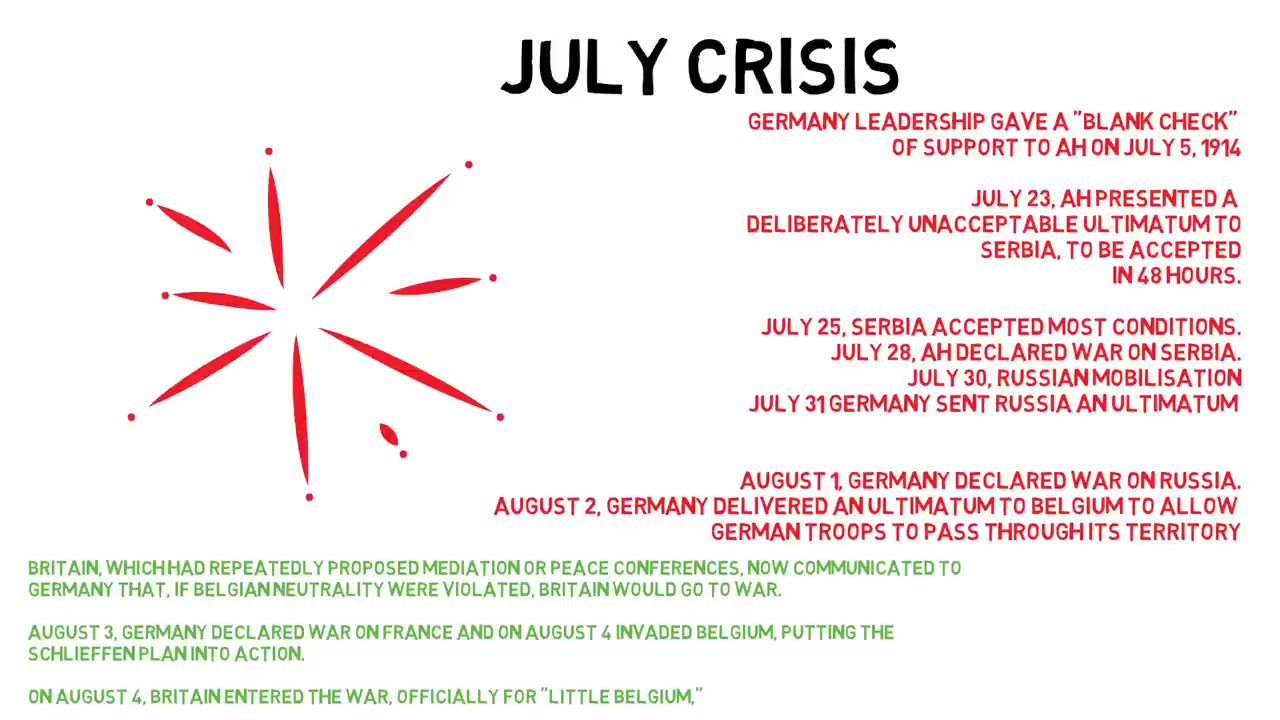 JULY CRISIS
GERMANY LEADERSHIP GAVE A "BLANK CHECK"
OF SUPPORT TO AH ON JULY 5, 1914
JULY 23, AH PRESENTED A
DELIBERATELY UNACCEPTABLE ULTIMATUM TO
SERBIA, TO BE ACCEPTED
IN 48 HOURS.
JULY 25, SERBIA ACCEPTED MOST CONDITIONS.
JULY 28, AH DECLARED WAR ON SERBIA.
JULY 30, RUSSIAN MOBILISATION
JULY 31 GERMANY SENT RUSSIA AN ULTIMATUM
AUGUST 1, GERMANY DECLARED WAR ON RUSSIA.
AUGUST 2, GERMANY DELIVERED AN ULTIMATUM TO BELGIUM TO ALLOW
GERMAN TROOPS TO PASS THROUGH ITS TERRITORY
BRITAIN, WHICH HAD REPEATEDLY PROPOSED MEDIATION OR PEACE CONFERENCES, NOW COMMUNICATED TO
GERMANY THAT, IF BELGIAN NEUTRALITY WERE VIOLATED, BRITAIN WOULD GO TO WAR.
AUGUST 3, GERMANY DECLARED WAR ON FRANCE AND ON AUGUST 4 INVADED BELGIUM, PUTTING THE
SCHLIEFFEN PLAN INTO ACTION.
ON AUGUST 4, BRITAIN ENTERED THE WAR, OFFICIALLY FOR "LITTLE BELGIUM,"